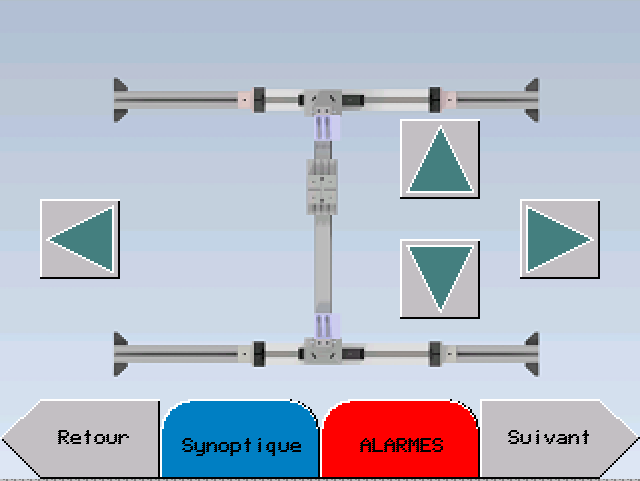 Retour
Synoptique
ALARMES
Suivant